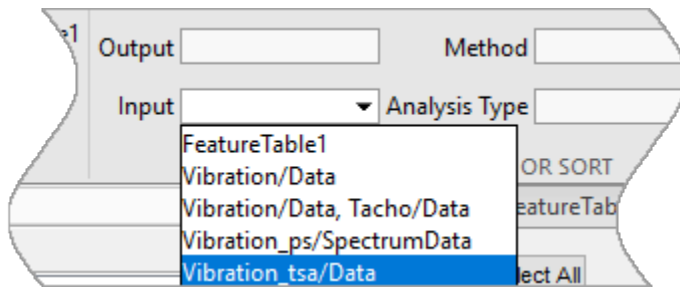 Output
Method
Input
Analysis Type
FeatureTable1
Vibration/Data
OR SORT
Vibration/Data, Tacho/Data
eatureTab
Vibration_ps/SpectrumData
Vibration_tsa/Data
lect All